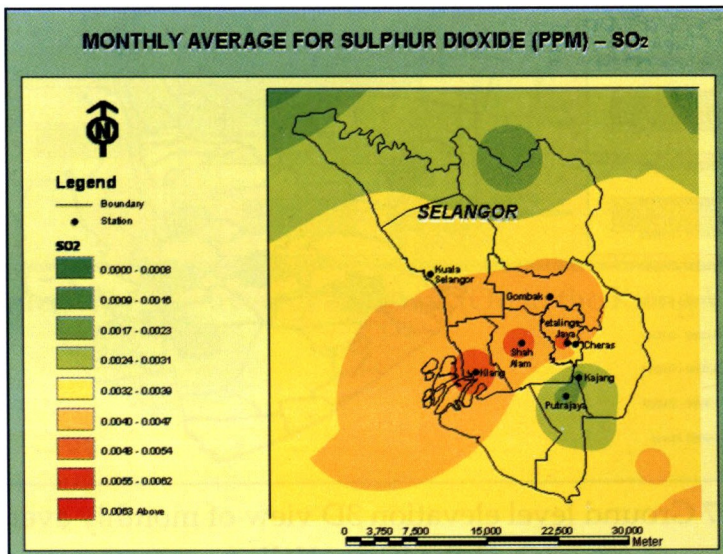 MONTHLY AVERAGE FOR SULPHUR DIOXIDE (PPM) – SO₂
N
Legend
Boundary
Station
SO2
0.0000 - 0.0008
0.0009 - 0.0016
0.0017 - 0.0023
0.0024 - 0.0031
0.0032 - 0.0039
0.0040 - 0.0047
0.0048 - 0.0054
0.0055 - 0.0062
0.0063 Above
SELANGOR
Kuala
Selangor
Gombak
Petaling
Jaya
Cheras
Shah
Alam
Klang
Kajang
Putrajaya
0 3,750 7,500 15,000 22,500 30,000
Meter